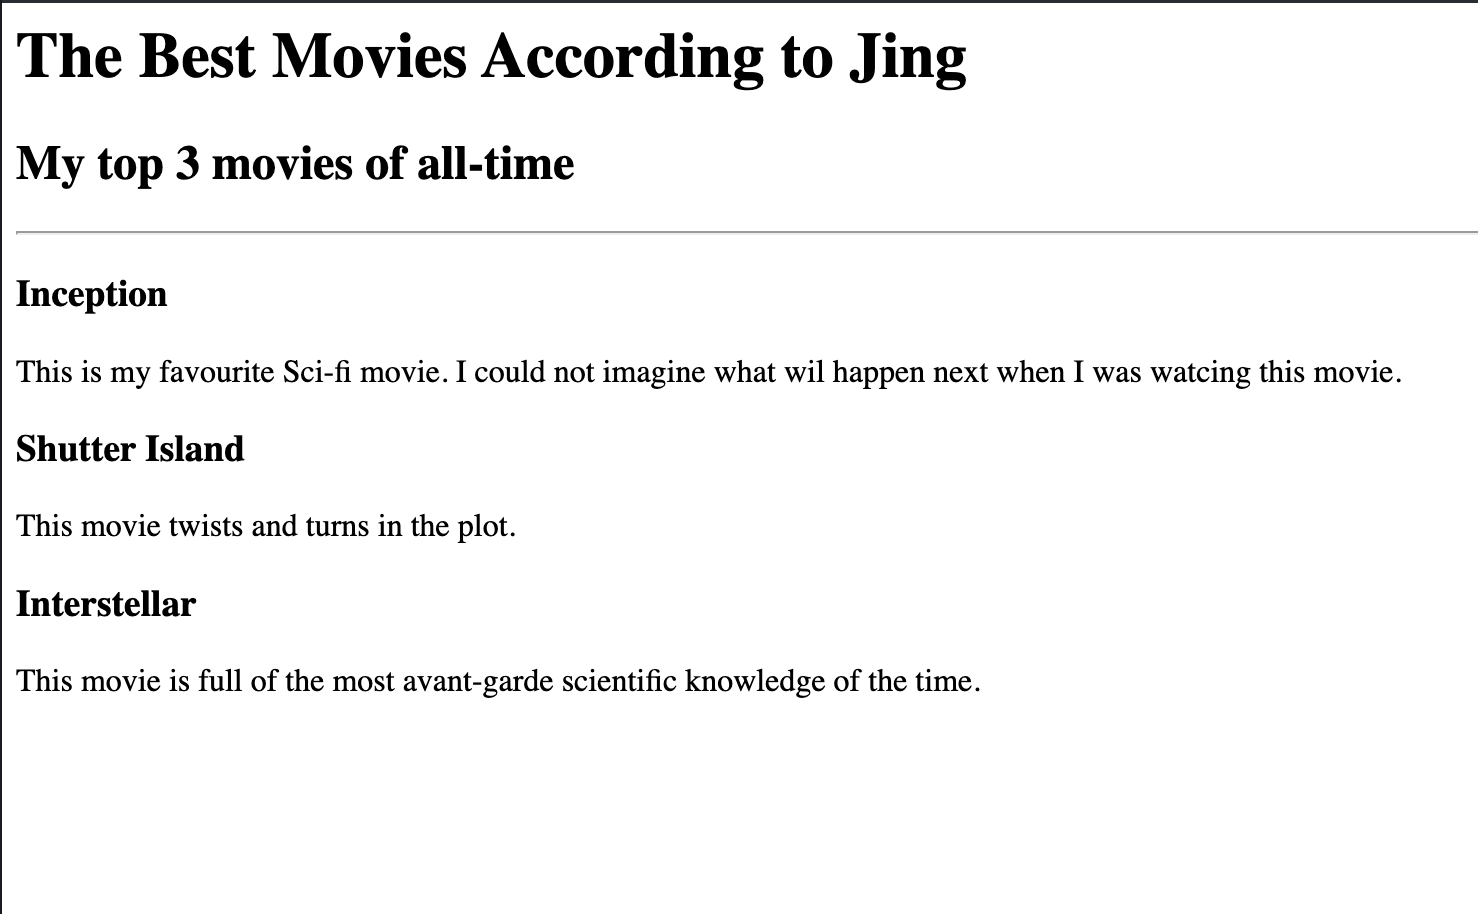 The Best Movies According to Jing
My top 3 movies of all-time
Inception
This is my favourite Sci-fi movie. I could not imagine what wil happen next when I was watcing this movie.
Shutter Island
This movie twists and turns in the plot.
Interstellar
This movie is full of the most avant-garde scientific knowledge of the time.